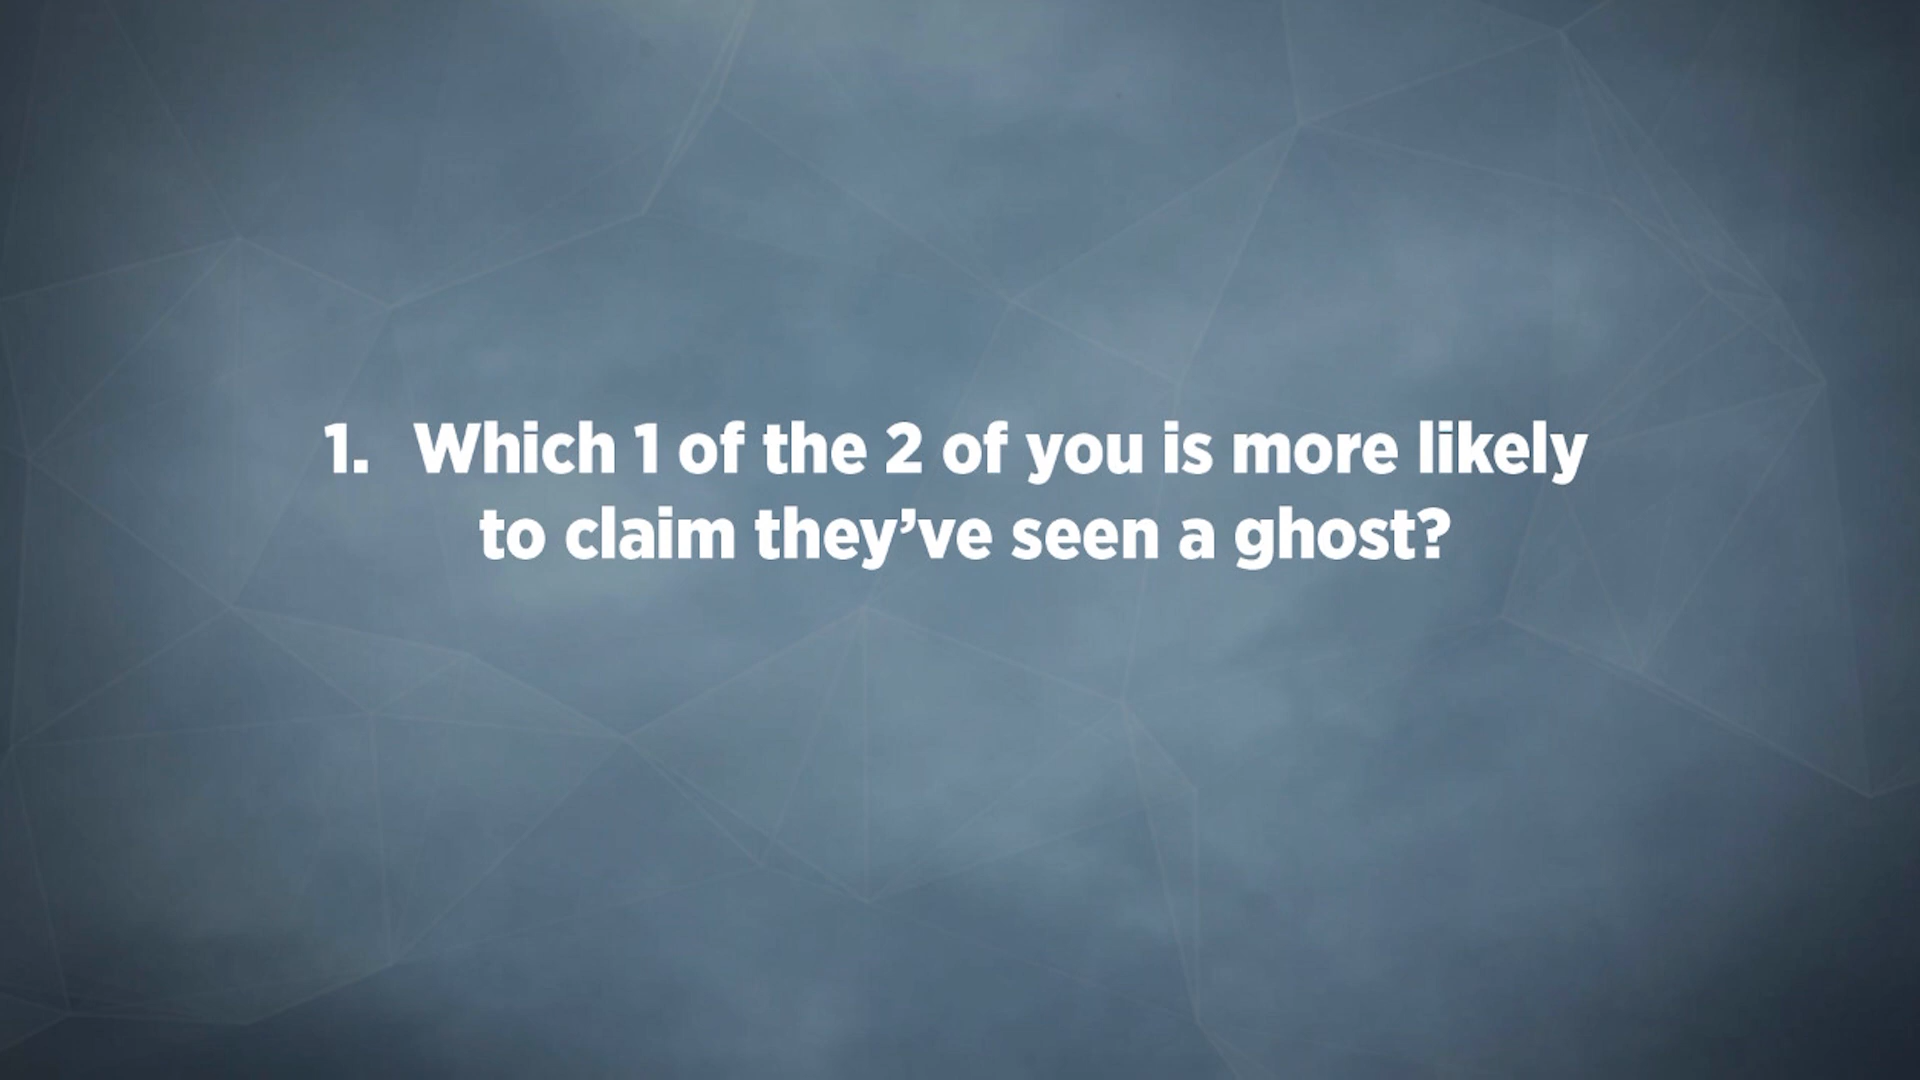 1. Which 1 of the 2 of you is more likely
to claim they’ve seen a ghost?